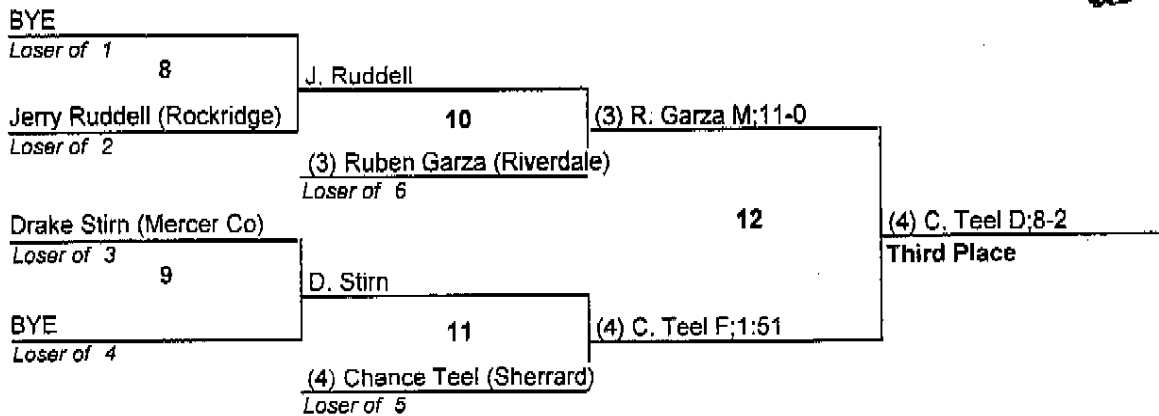 BYE
Loser of 1
8
J. Ruddell
Jerry Ruddell (Rockridge)
Loser of 2
10
(3) R. Garza M;11-0
(3) Ruben Garza (Riverdale)
Loser of 6
Drake Stirn (Mercer Co)
Loser of 3
12
(4) C. Teel D;8-2
Third Place
9
D. Stirn
BYE
Loser of 4
11
(4) C. Teel F;1:51
(4) Chance Teel (Sherrard)
Loser of 5